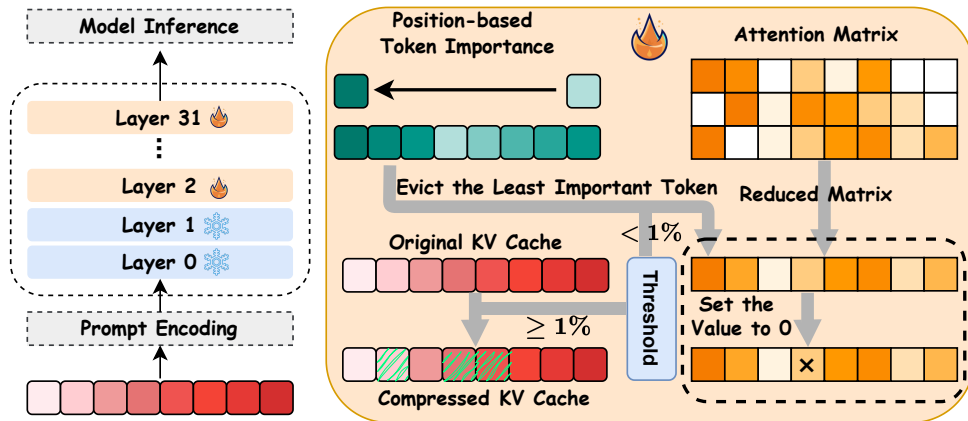 Model Inference
Layer 31
Layer 2
Layer 1
Layer 0
Prompt Encoding
Position-based
Token Importance
Attention Matrix
Evict the Least Important Token
Reduced Matrix
< 1%
Original KV Cache
Threshold
≥ 1%
Set the
Value to 0
×
Compressed KV Cache